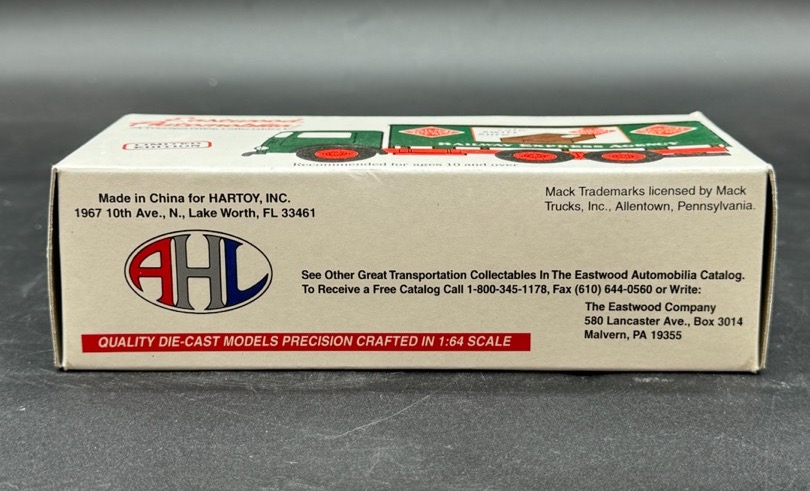 Eastwood
Automobilia
LIMITED
EDITION
RAILWAY EXPRESS AGENCY
Recommended for ages 10 and over
Made in China for HARTOY, INC.
1967 10th Ave., N., Lake Worth, FL 33461
Mack Trademarks licensed by Mack
Trucks, Inc., Allentown, Pennsylvania.
AHL
See Other Great Transportation Collectables In The Eastwood Automobilia Catalog.
To Receive a Free Catalog Call 1-800-345-1178, Fax (610) 644-0560 or Write:
The Eastwood Company
580 Lancaster Ave., Box 3014
Malvern, PA 19355
QUALITY DIE-CAST MODELS PRECISION CRAFTED IN 1:64 SCALE